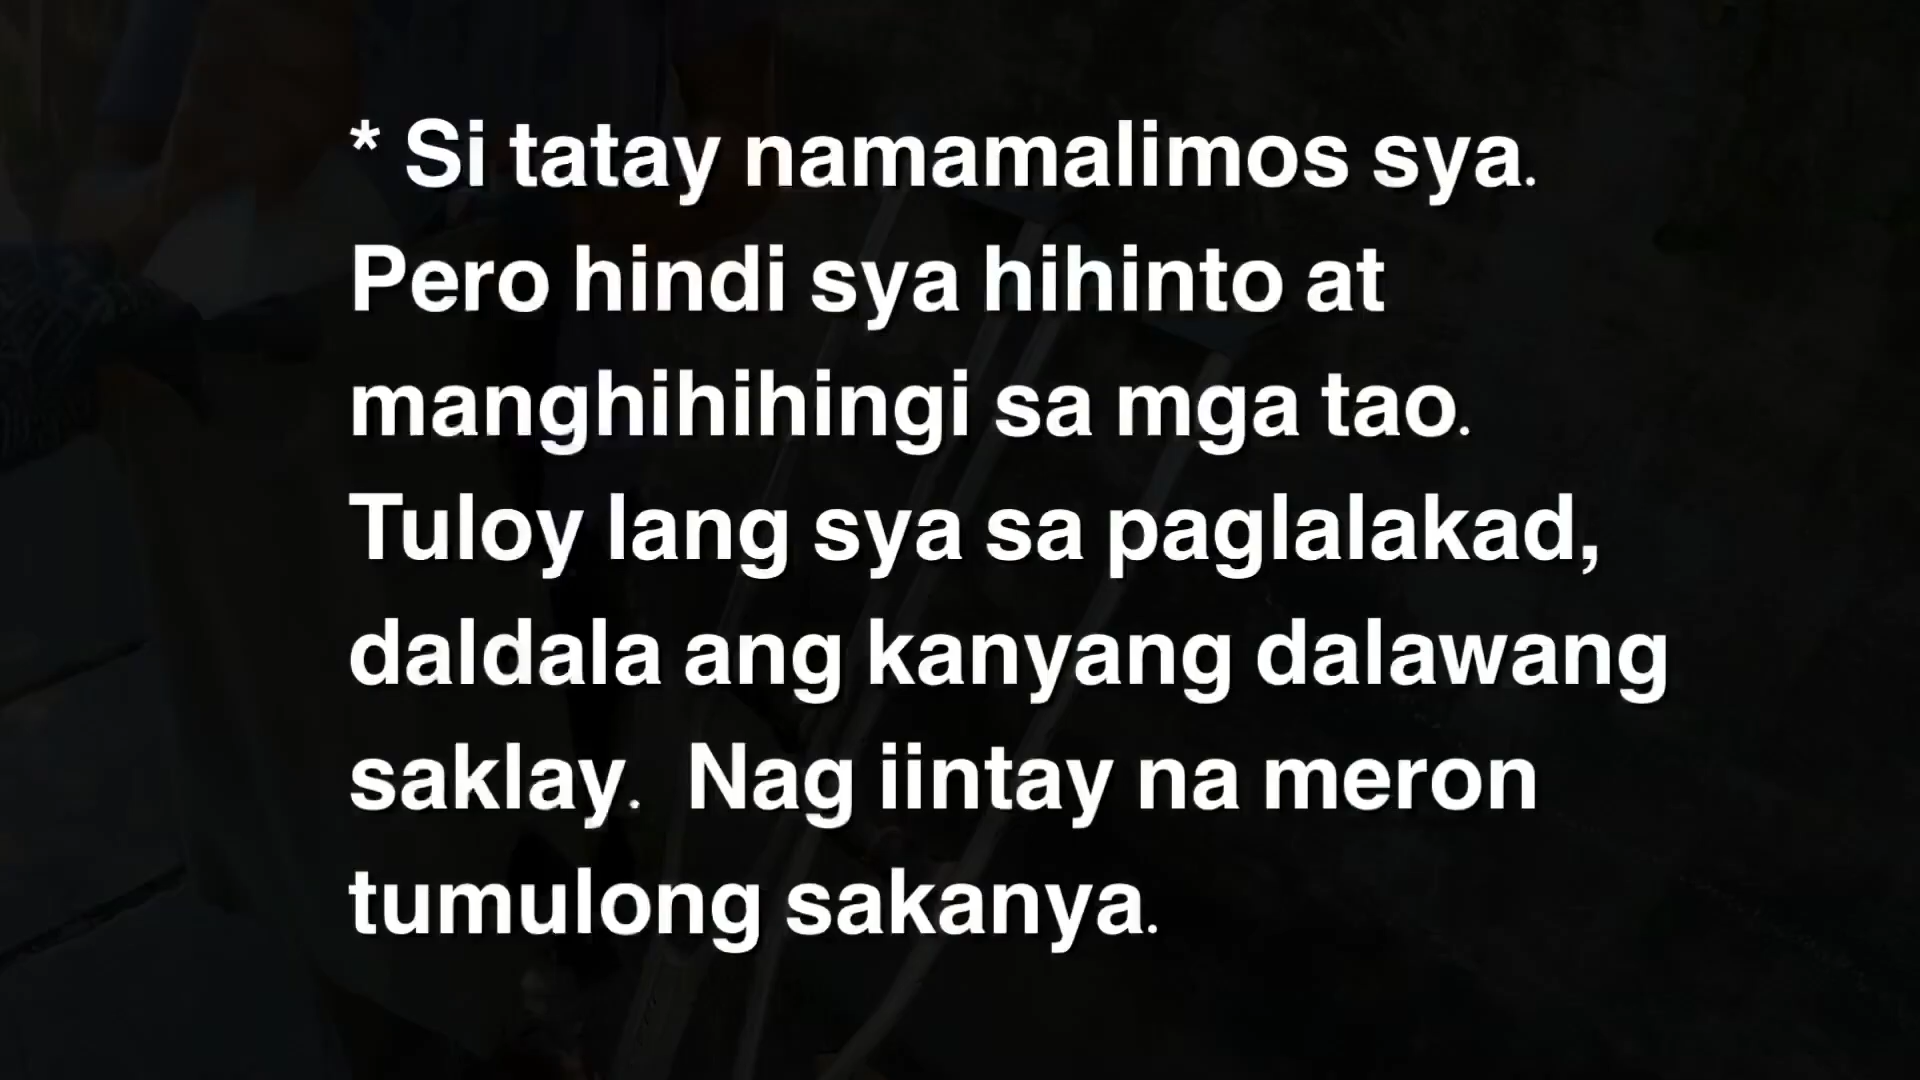 * Si tatay namamalimos sya.
Pero hindi sya hihinto at
manghihihingi sa mga tao.
Tuloy lang sya sa paglalakad,
daldala ang kanyang dalawang
saklay.  Nag iintay na meron
tumulong sakanya.